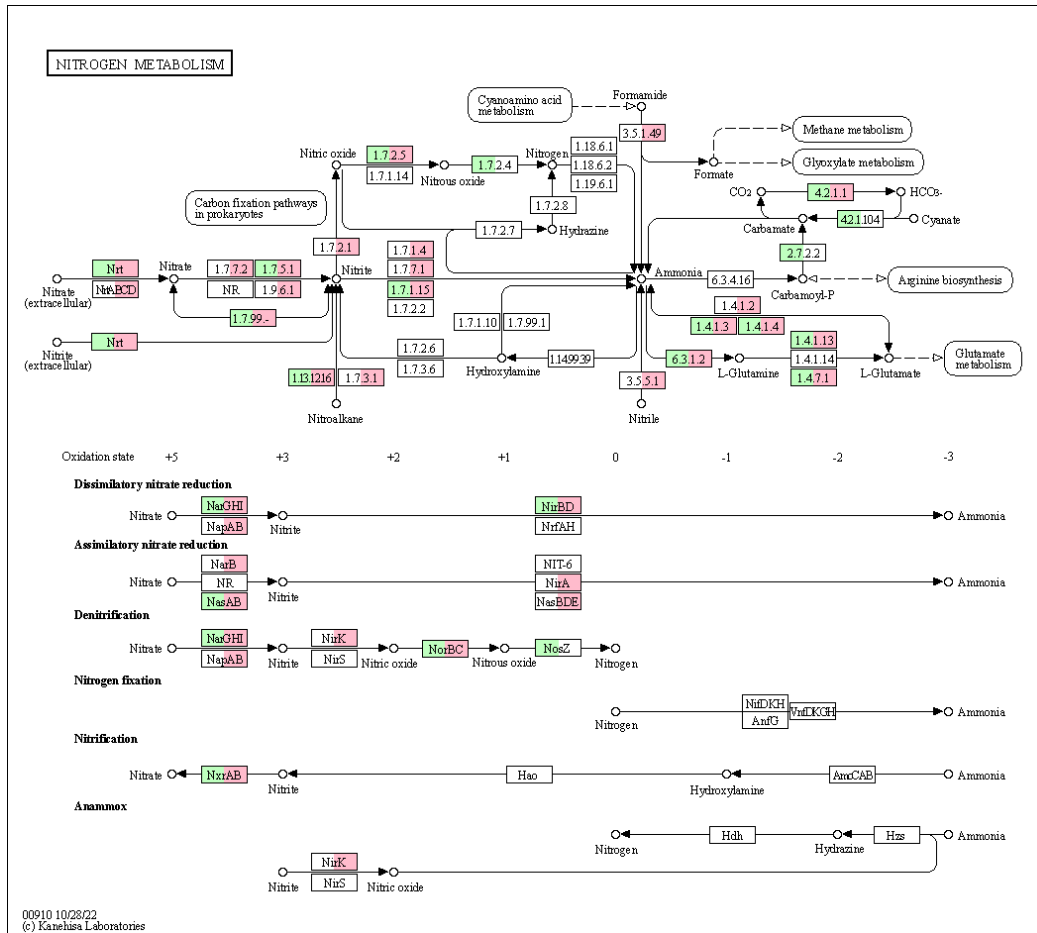 NITROGEN METABOLISM
Cyanoamino acid
metabolism
Formamide
3.5.1.49
Methane metabolism
Glyoxylate metabolism
Formate
Nitric oxide
1.7.2.5
1.7.1.14
Nitrous oxide
1.7.2.4
Nitrogen
1.18.6.1
1.18.6.2
1.19.6.1
1.7.2.8
1.7.2.7
Hydrazine
Carbon fixation pathways
in prokaryotes
CO2
4.2.1.1
HCO3-
4.2.1.104
Cyanate
Carbamate
2.7.2.2
1.7.2.1
1.7.1.4
1.7.7.1
1.7.1.15
1.7.2.2
Nitrate
(extracellular)
Nrt
NrtABCD
Nitrate
1.7.7.2
1.7.5.1
NR
1.9.6.1
1.7.99.-
Nitrite
Ammonia
6.3.4.16
Carbamoyl-P
Arginine biosynthesis
Nitrite
(extracellular)
Nrt
1.7.1.10
1.7.99.1
1.4.1.2
1.4.1.3
1.4.1.4
1.7.2.6
1.7.3.6
Hydroxylamine
1.14.99.39
6.3.1.2
L-Glutamine
1.4.1.13
1.4.1.14
1.4.7.1
L-Glutamate
Glutamate
metabolism
1.13.12.16
1.7.3.1
Nitroalkane
3.5.5.1
Nitrile
Oxidation state +5 +3 +2 +1 0 -1 -2 -3
Dissimilatory nitrate reduction
Nitrate
NarGHI
NapAB
Nitrite
NirBD
NrfAH
Ammonia
Assimilatory nitrate reduction
Nitrate
NarB
NR
NasAB
Nitrite
NIT-6
NirA
NasBDE
Ammonia
Denitrification
Nitrate
NarGHI
NapAB
Nitrite
NirK
NirS
Nitric oxide
NorBC
Nitrous oxide
NosZ
Nitrogen
Nitrogen fixation
Nitrogen
NifDKH
AnfG
VnfDKGH
Ammonia
Nitrification
Nitrate
NxrAB
Nitrite
Hao
Hydroxylamine
AmoCAB
Ammonia
Anammox
Nitrogen
Hdh
Hydrazine
Hzs
Ammonia
Nitrite
NirK
NirS
Nitric oxide
00910 10/28/22
(c) Kanehisa Laboratories